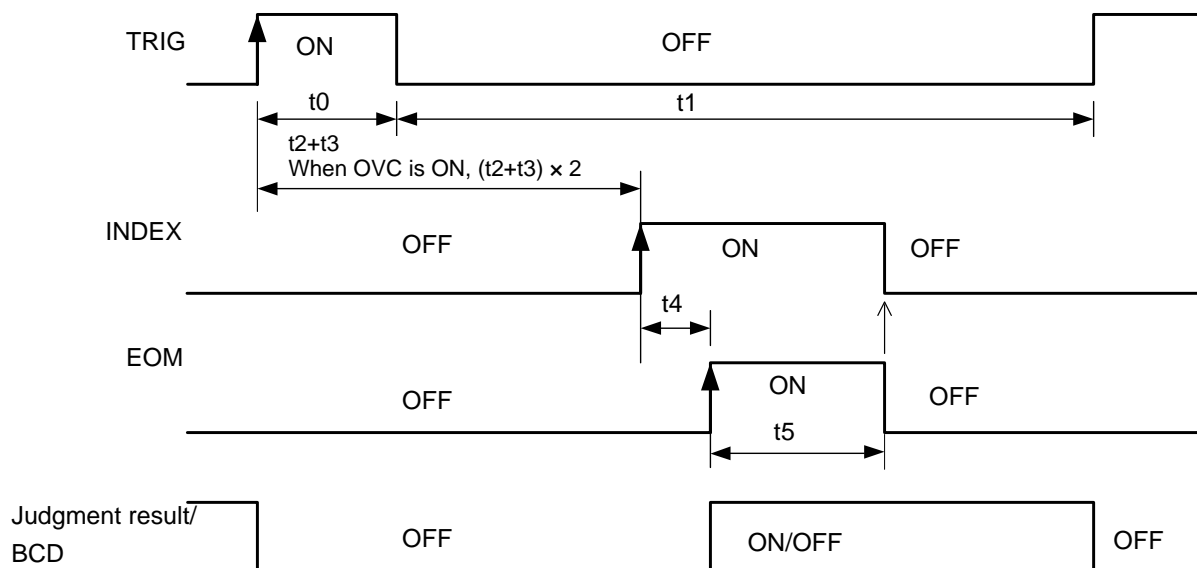 TRIG
ON
OFF
t0
t1
t2+t3
When OVC is ON, (t2+t3) × 2
INDEX
OFF
ON
OFF
t4
EOM
OFF
ON
OFF
t5
Judgment result/
BCD
OFF
ON/OFF
OFF